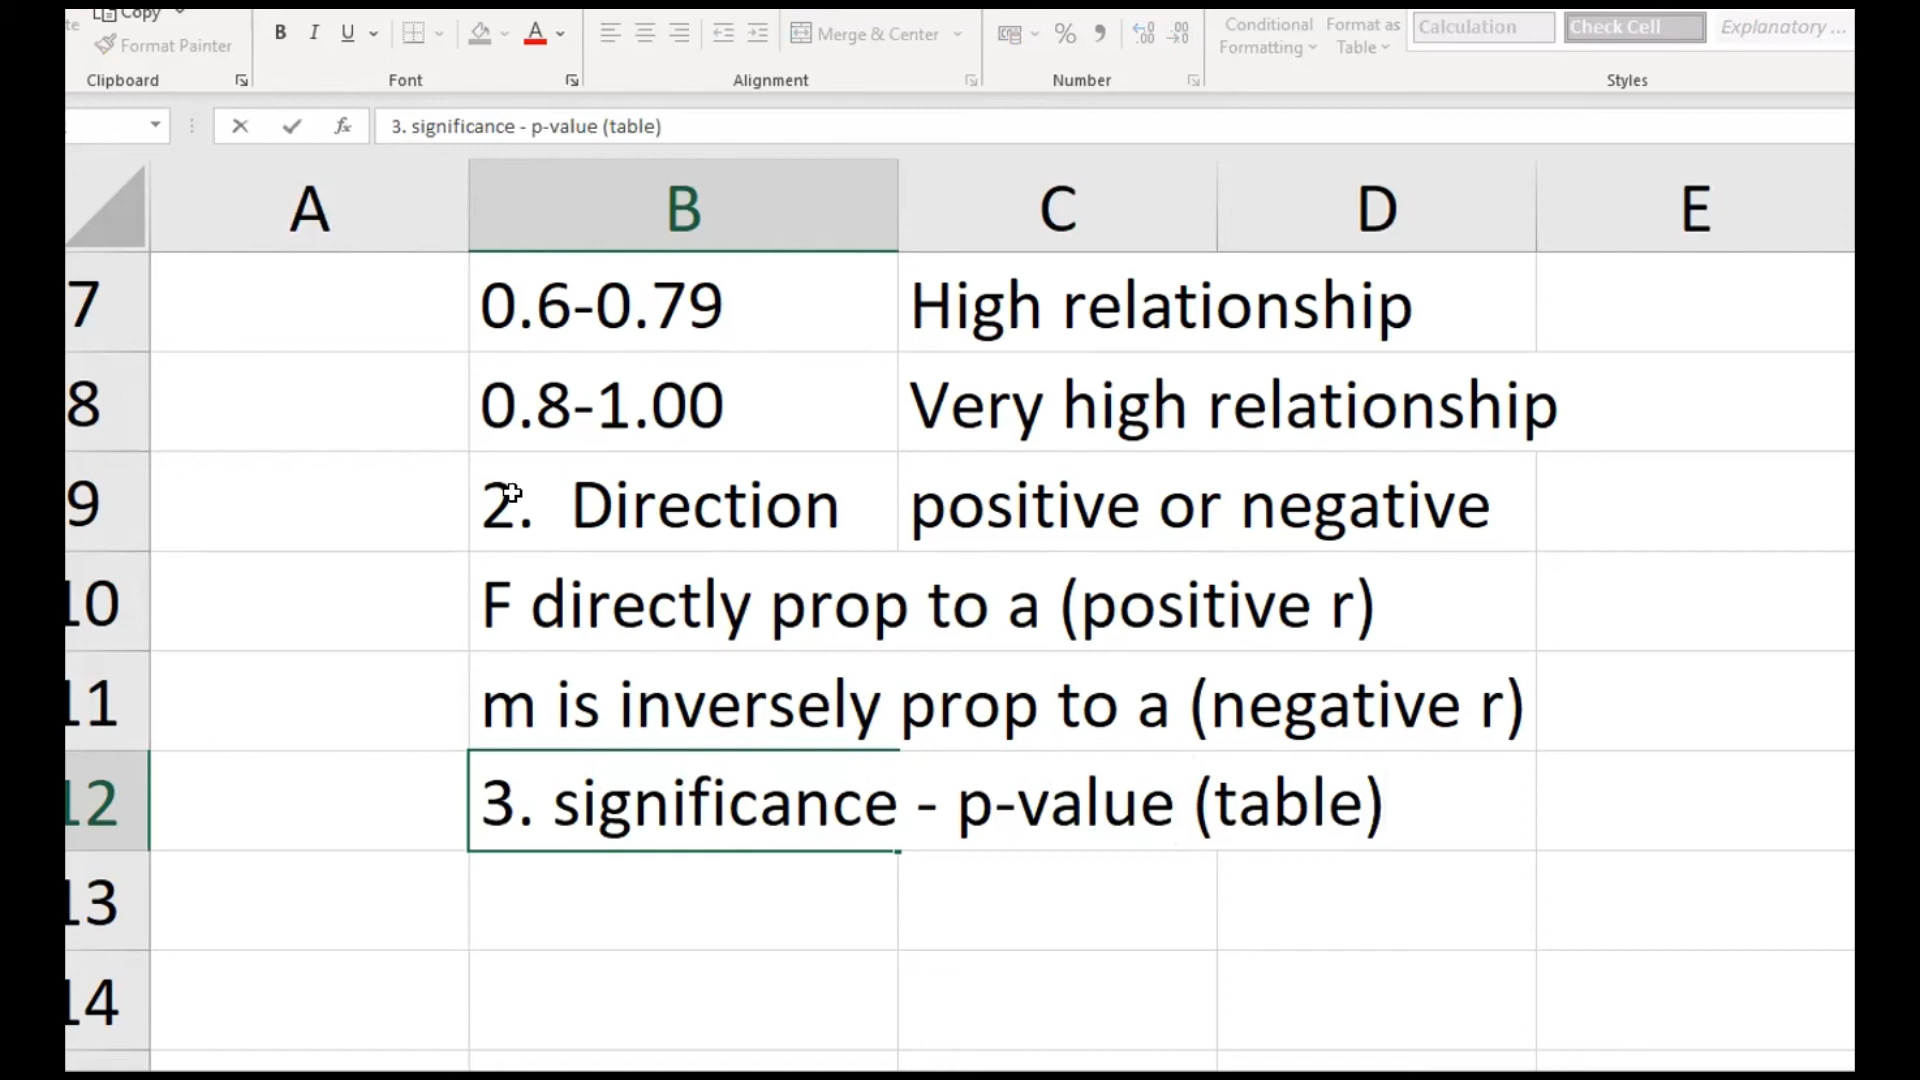 Copy
Format Painter
B I U A
Merge & Center
%
Conditional Formatting
Format as Table
Calculation
Check Cell
Explanatory ...
Clipboard
Font
Alignment
Number
Styles
fx
3. significance - p-value (table)
A B C D E
7 0.6-0.79 High relationship
8 0.8-1.00 Very high relationship
9 2. Direction positive or negative
10 F directly prop to a (positive r)
11 m is inversely prop to a (negative r)
12 3. significance - p-value (table)
13
14